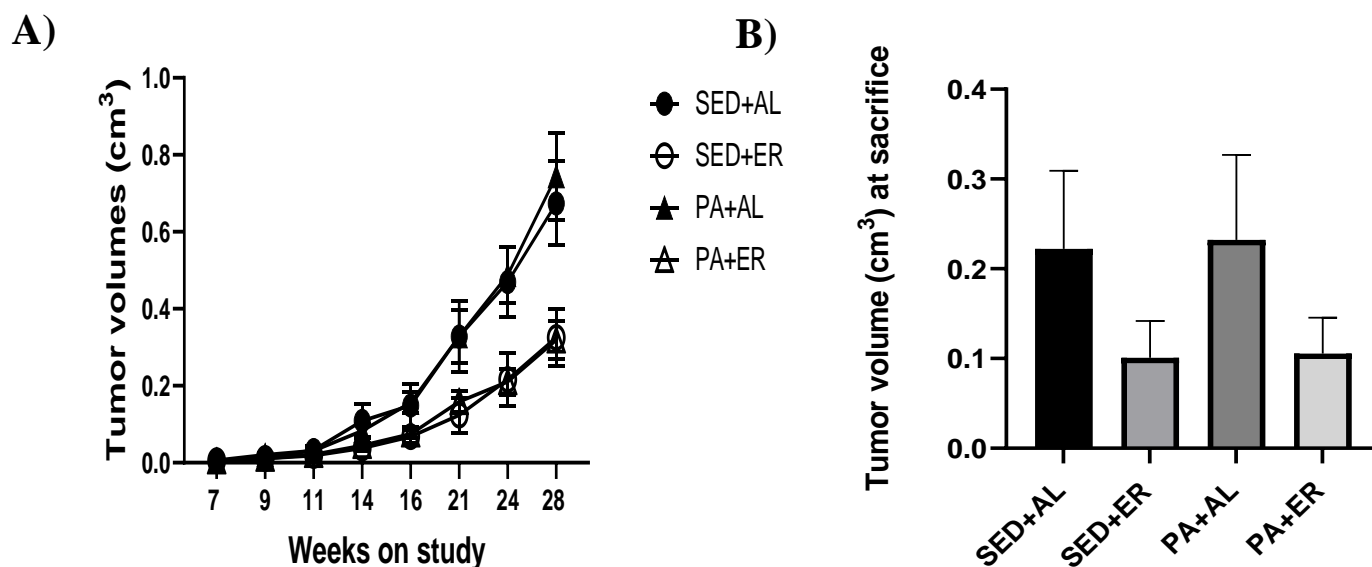 A)
Tumor volumes (cm³)
1.0
0.8
0.6
0.4
0.2
0.0
7 9 11 14 16 21 24 28
Weeks on study
SED+AL
SED+ER
PA+AL
PA+ER
B)
Tumor volume (cm³) at sacrifice
0.4
0.3
0.2
0.1
0.0
SED+AL
SED+ER
PA+AL
PA+ER